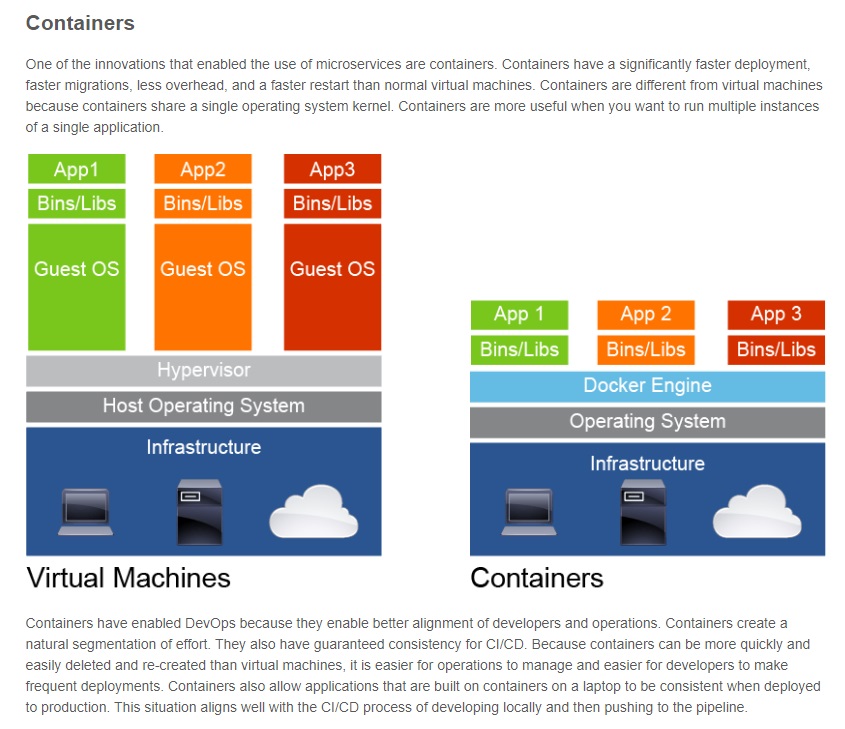 Containers
One of the innovations that enabled the use of microservices are containers. Containers have a significantly faster deployment,
faster migrations, less overhead, and a faster restart than normal virtual machines. Containers are different from virtual machines
because containers share a single operating system kernel. Containers are more useful when you want to run multiple instances
of a single application.
App1
App2
App3
Bins/Libs
Bins/Libs
Bins/Libs
Guest OS
Guest OS
Guest OS
Hypervisor
Host Operating System
Infrastructure
Virtual Machines
App 1
App 2
App 3
Bins/Libs
Bins/Libs
Bins/Libs
Docker Engine
Operating System
Infrastructure
Containers
Containers have enabled DevOps because they enable better alignment of developers and operations. Containers create a
natural segmentation of effort. They also have guaranteed consistency for CI/CD. Because containers can be more quickly and
easily deleted and re-created than virtual machines, it is easier for operations to manage and easier for developers to make
frequent deployments. Containers also allow applications that are built on containers on a laptop to be consistent when deployed
to production. This situation aligns well with the CI/CD process of developing locally and then pushing to the pipeline.